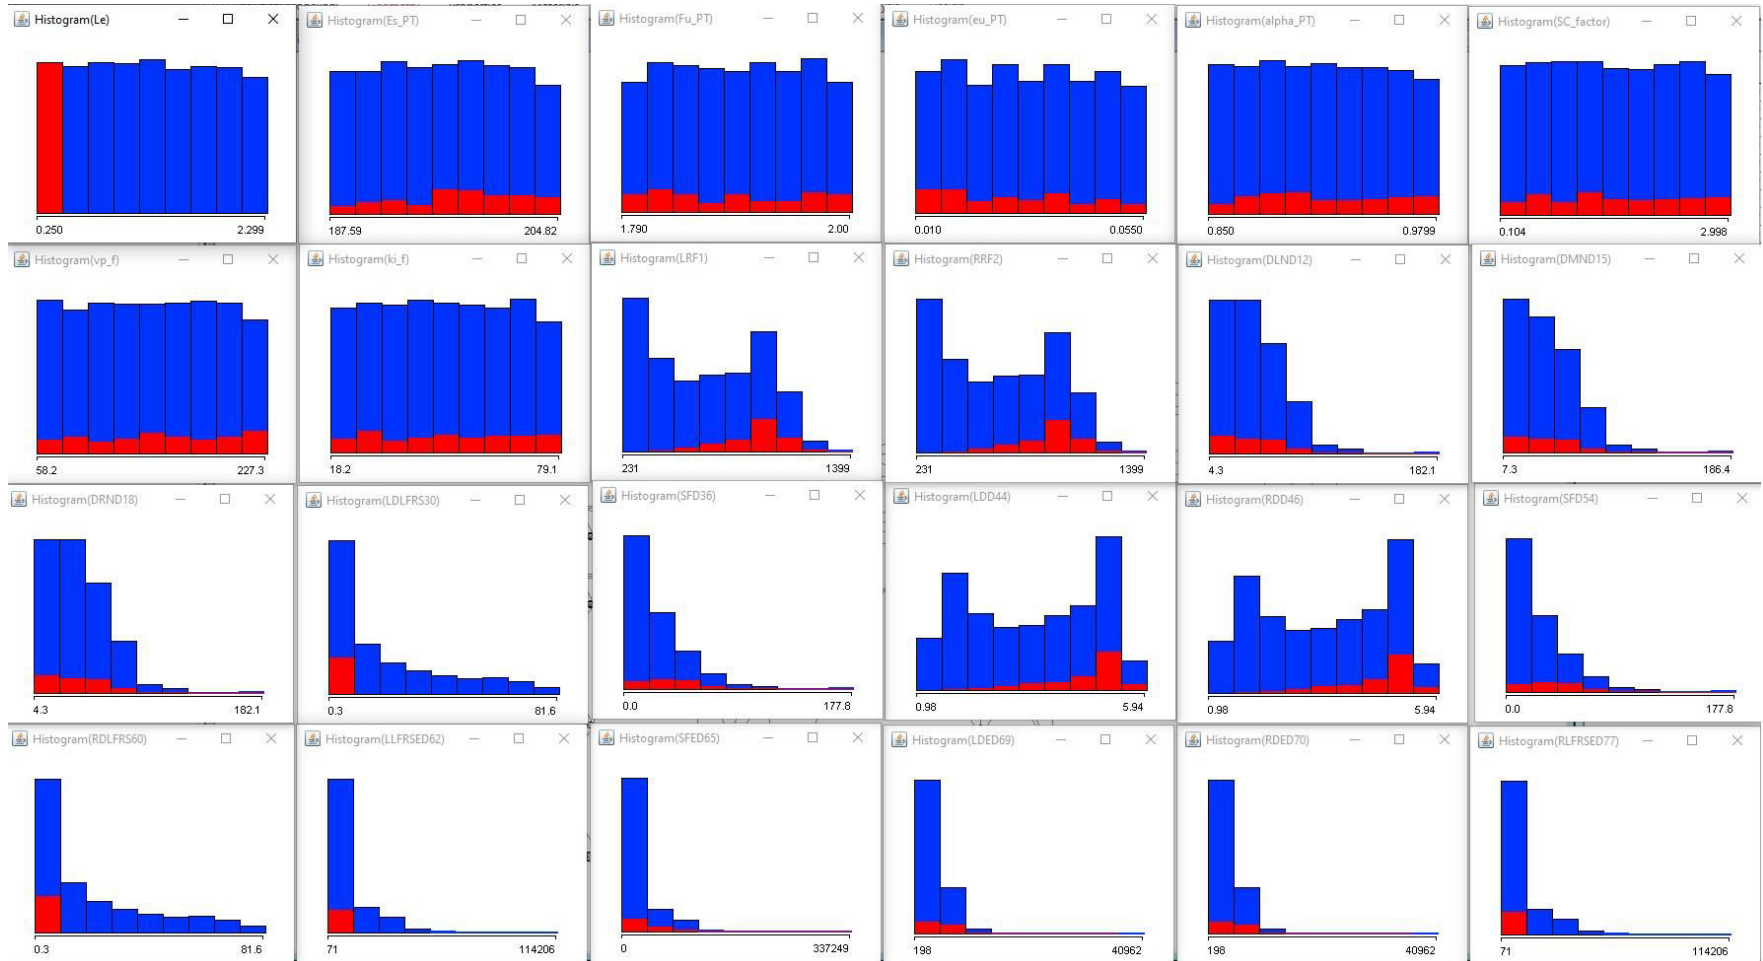 Histogram(Le)
Histogram(Es_PT)
Histogram(Fu_PT)
Histogram(eu_PT)
Histogram(alpha_PT)
Histogram(SC_factor)
0.250 2.299
187.59 204.82
1.790 2.00
0.010 0.0550
0.850 0.9799
0.104 2.998
Histogram(vp_f)
Histogram(ki_f)
Histogram(LRF1)
Histogram(RRF2)
Histogram(DLND12)
Histogram(DMND15)
58.2 227.3
18.2 79.1
231 1399
231 1399
4.3 182.1
7.3 186.4
Histogram(DRND18)
Histogram(LDLFRS30)
Histogram(SFD36)
Histogram(LDD44)
Histogram(RDD46)
Histogram(SFD54)
4.3 182.1
0.3 81.6
0.0 177.8
0.98 5.94
0.98 5.94
0.0 177.8
Histogram(RDLFRS60)
Histogram(LLFRSED62)
Histogram(SFED65)
Histogram(LDED69)
Histogram(RDED70)
Histogram(RLFRSED77)
0.3 81.6
71 114206
0 337249
198 40962
198 40962
71 114206